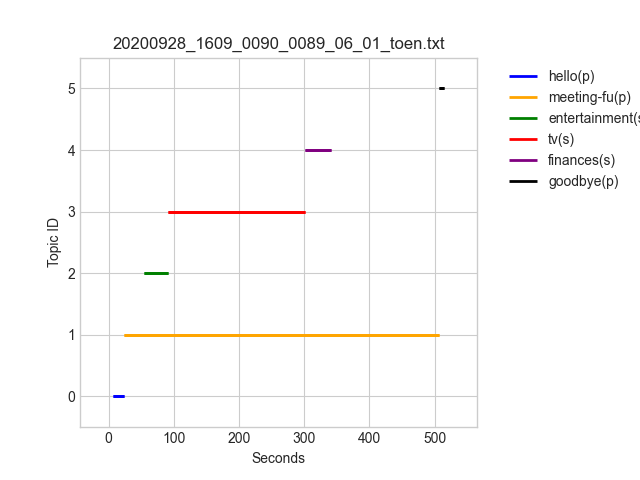 20200928_1609_0090_0089_06_01_toen.txt
hello(p)
meeting-fu(p)
entertainment(s
tv(s)
finances(s)
goodbye(p)
5
4
3
2
1
0
Topic ID
0 100 200 300 400 500
Seconds